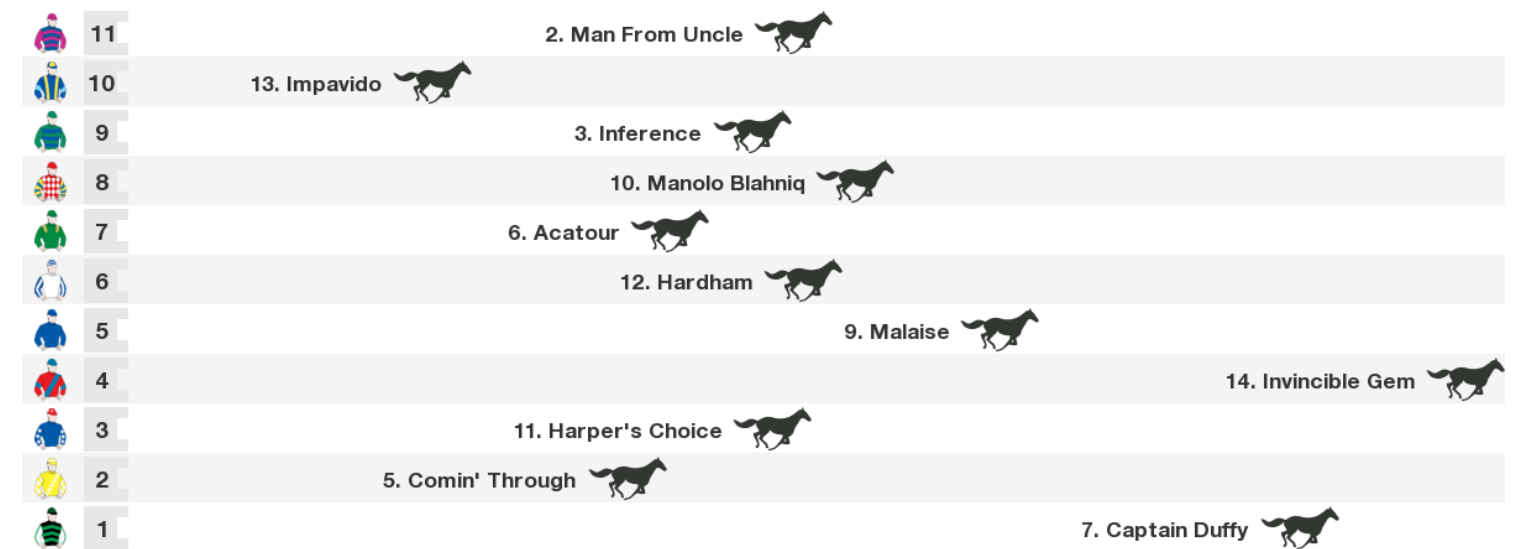 11 2. Man From Uncle
10 13. Impavido
9 3. Inference
8 10. Manolo Blahniq
7 6. Acatour
6 12. Hardham
5 9. Malaise
4 14. Invincible Gem
3 11. Harper's Choice
2 5. Comin' Through
1 7. Captain Duffy